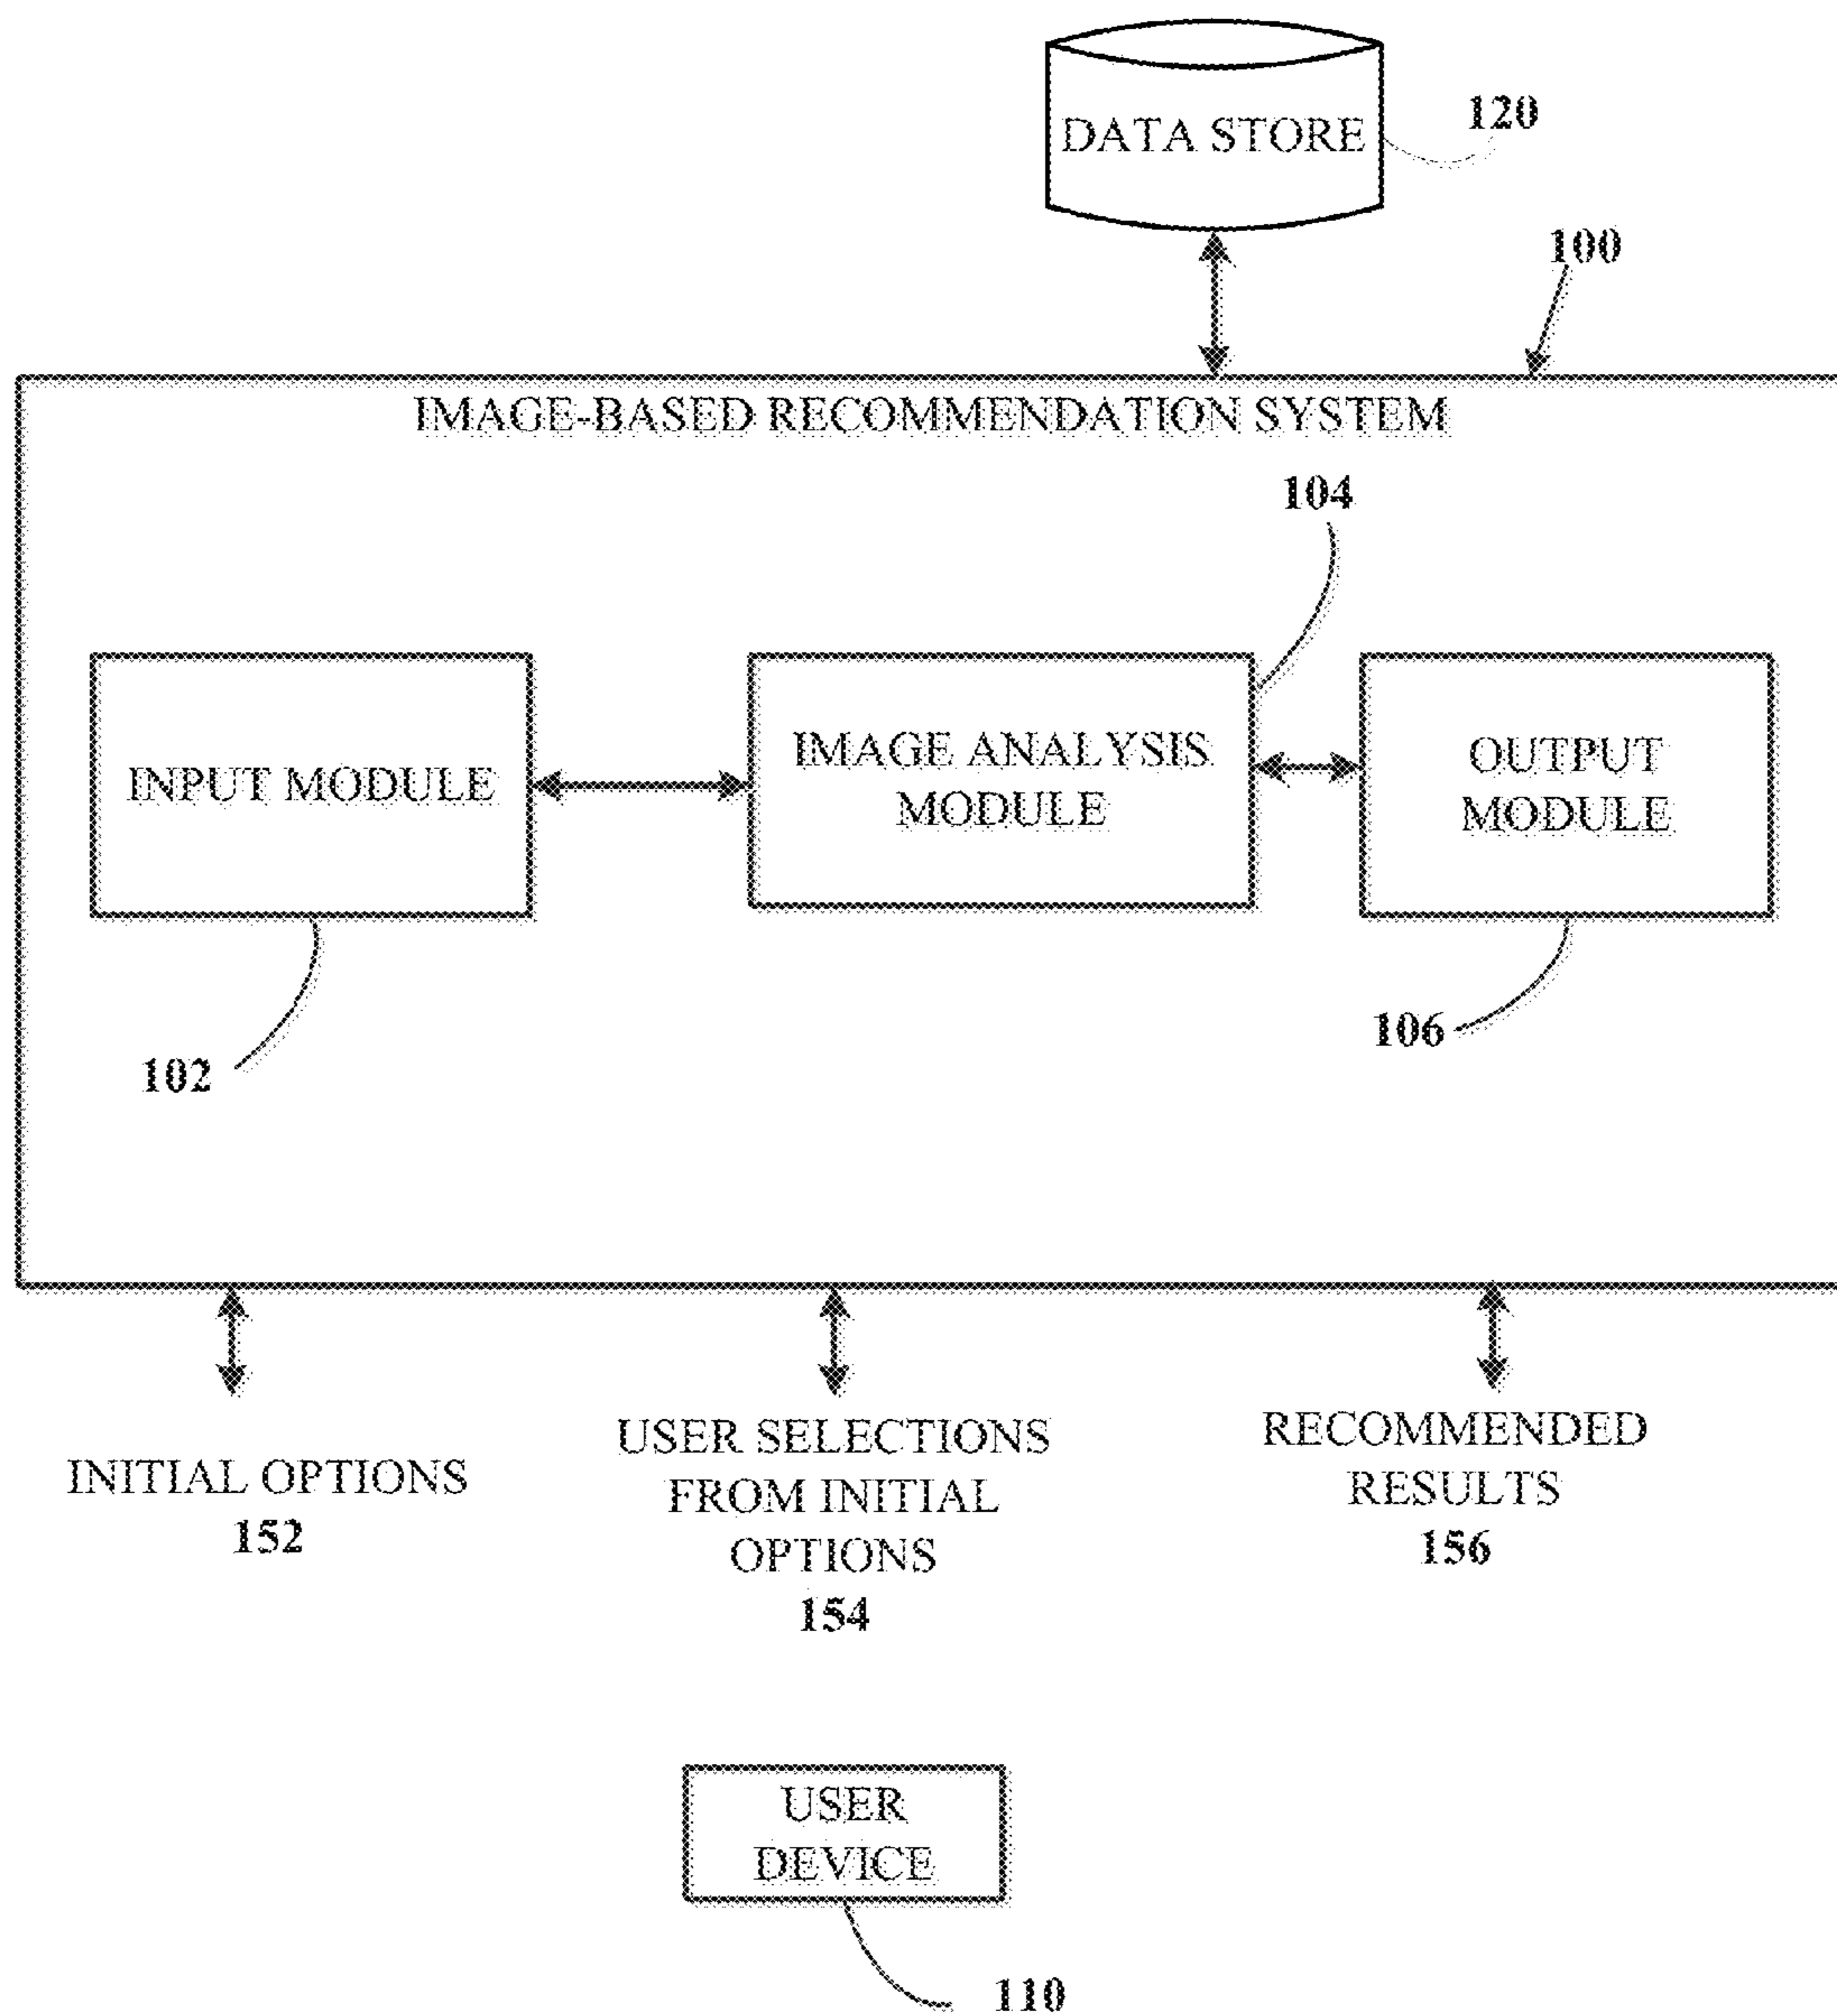 DATA STORE
120
100
IMAGE-BASED RECOMMENDATION SYSTEM
104
INPUT MODULE
IMAGE ANALYSIS
MODULE
OUTPUT
MODULE
102
106
INITIAL OPTIONS
152
USER SELECTIONS
FROM INITIAL
OPTIONS
154
RECOMMENDED
RESULTS
156
USER
DEVICE
110